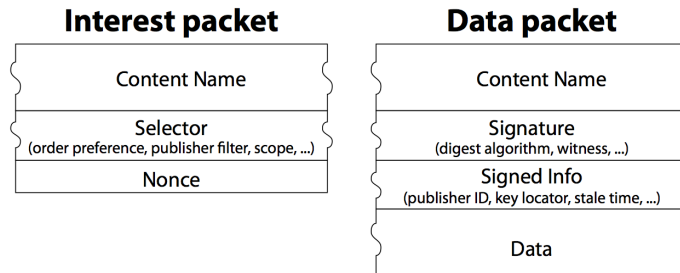 Interest packet
Content Name
Selector
(order preference, publisher filter, scope, ...)
Nonce
Data packet
Content Name
Signature
(digest algorithm, witness, ...)
Signed Info
(publisher ID, key locator, stale time, ...)
Data